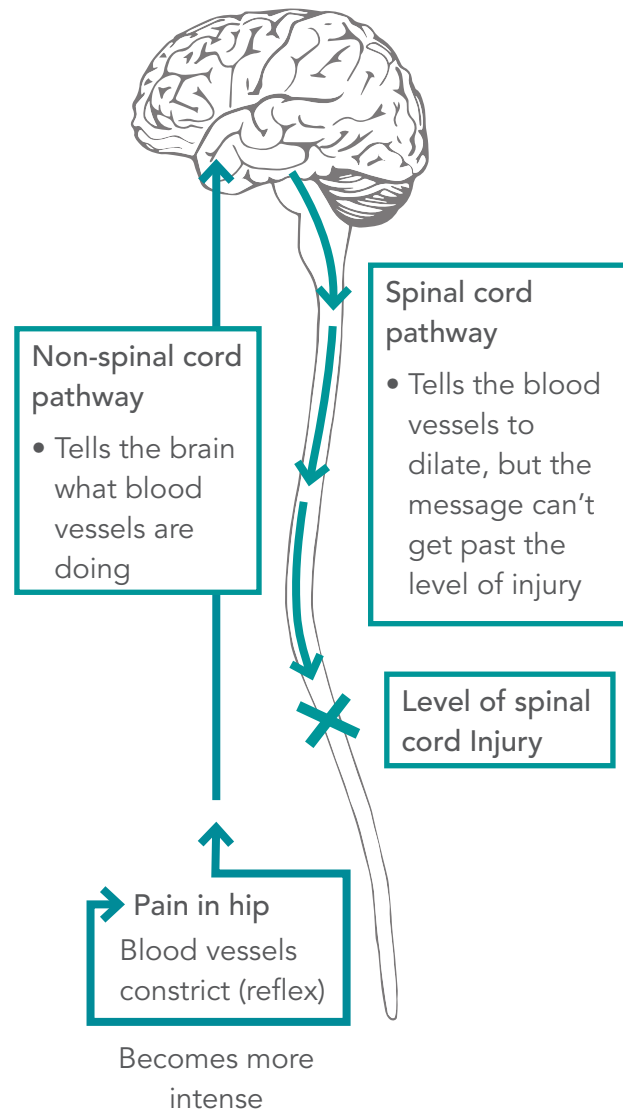 Non-spinal cord
pathway
• Tells the brain
what blood
vessels are
doing
Spinal cord
pathway
• Tells the blood
vessels to
dilate, but the
message can't
get past the
level of injury
Level of spinal
cord Injury
Pain in hip
Blood vessels
constrict (reflex)
Becomes more
intense